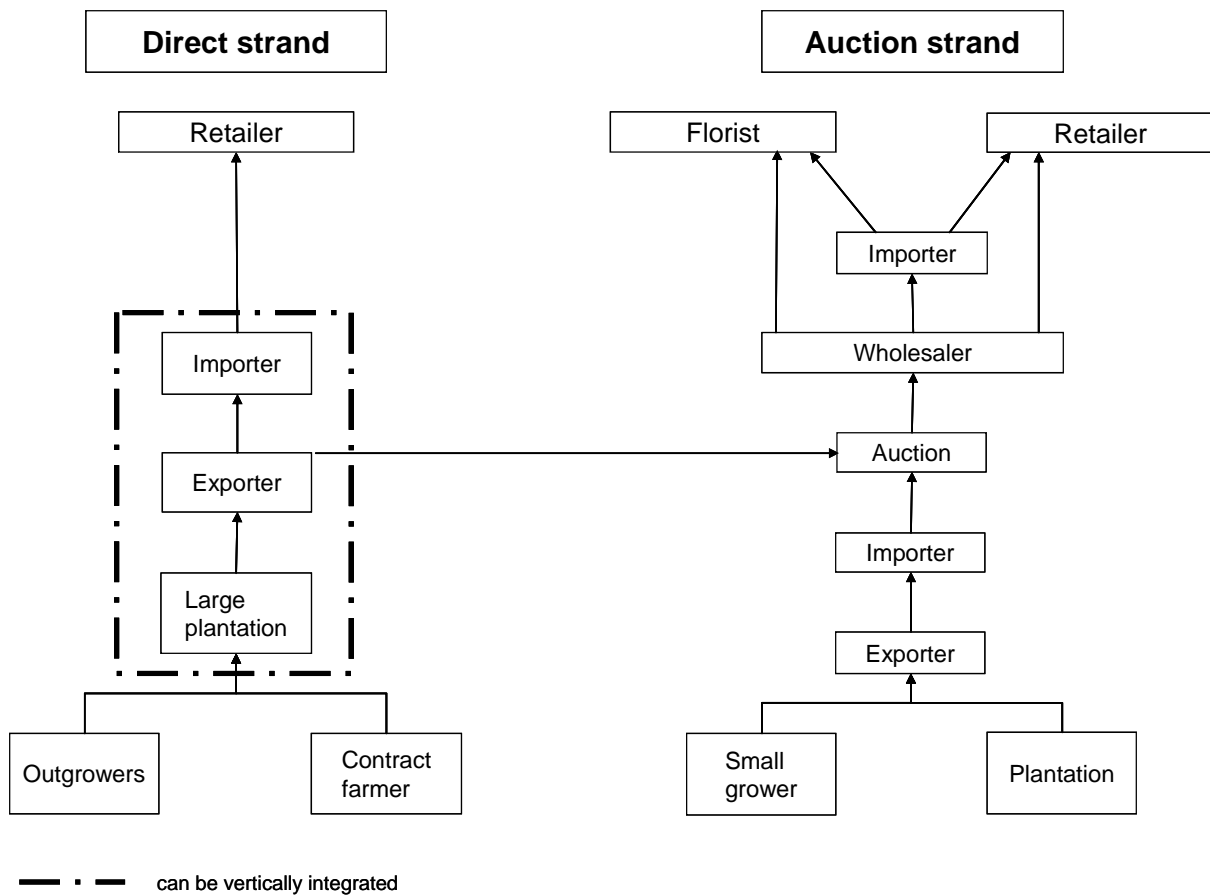 Direct strand
Auction strand
Retailer
Florist
Retailer
Importer
Importer
Wholesaler
Exporter
Auction
Importer
Large
plantation
Exporter
Outgrowers
Contract
farmer
Small
grower
Plantation
can be vertically integrated